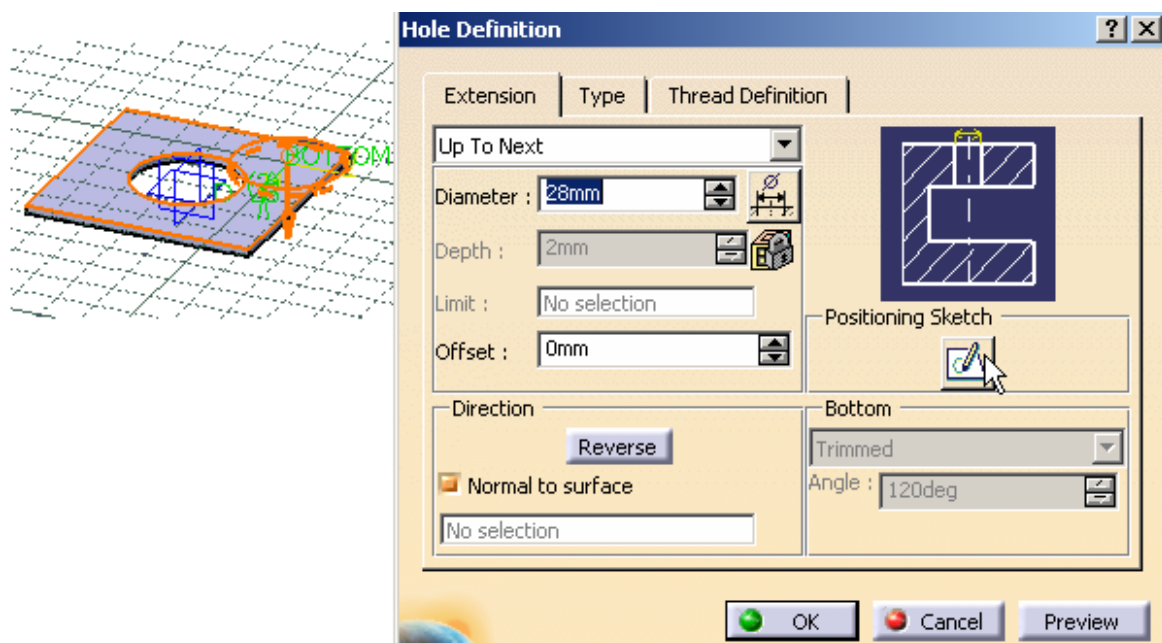 BOTTOM
Hole Definition
Extension
Type
Thread Definition
Up To Next
Diameter :
28mm
Depth :
2mm
Limit :
No selection
Offset :
0mm
Positioning Sketch
Direction
Reverse
Normal to surface
No selection
Bottom
Trimmed
Angle :
120deg
OK
Cancel
Preview